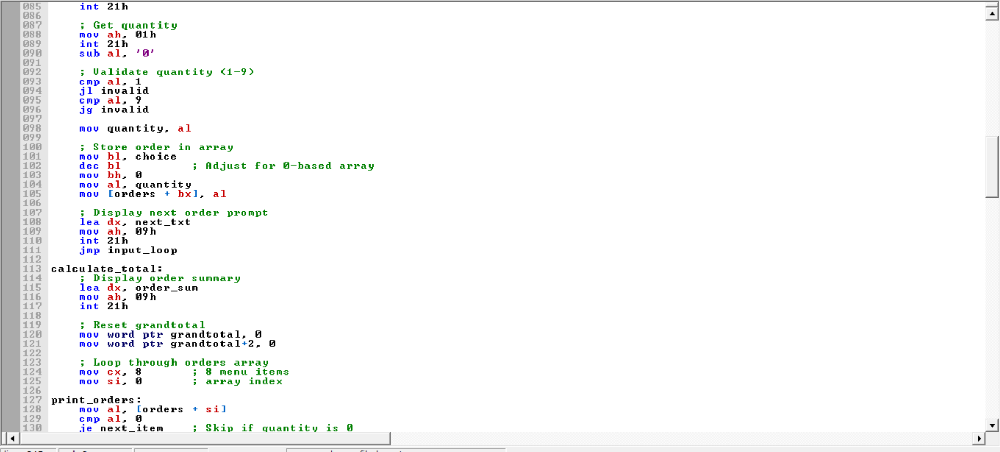 085 int 21h
086
087 ; Get quantity
088 mov ah, 01h
089 int 21h
090 sub al, '0'
091
092 ; Validate quantity (1-9)
093 cmp al, 1
094 jl invalid
095 cmp al, 9
096 jg invalid
097
098 mov quantity, al
099
100 ; Store order in array
101 mov bl, choice
102 dec bl ; Adjust for 0-based array
103 mov bh, 0
104 mov al, quantity
105 mov [orders + bx], al
106
107 ; Display next order prompt
108 lea dx, next_txt
109 mov ah, 09h
110 int 21h
111 jmp input_loop
112
113 calculate_total:
114 ; Display order summary
115 lea dx, order_sum
116 mov ah, 09h
117 int 21h
118
119 ; Reset grandtotal
120 mov word ptr grandtotal, 0
121 mov word ptr grandtotal+2, 0
122
123 ; Loop through orders array
124 mov cx, 8 ; 8 menu items
125 mov si, 0 ; array index
126
127 print_orders:
128 mov al, [orders + si]
129 cmp al, 0
130 je next_item ; Skip if quantity is 0